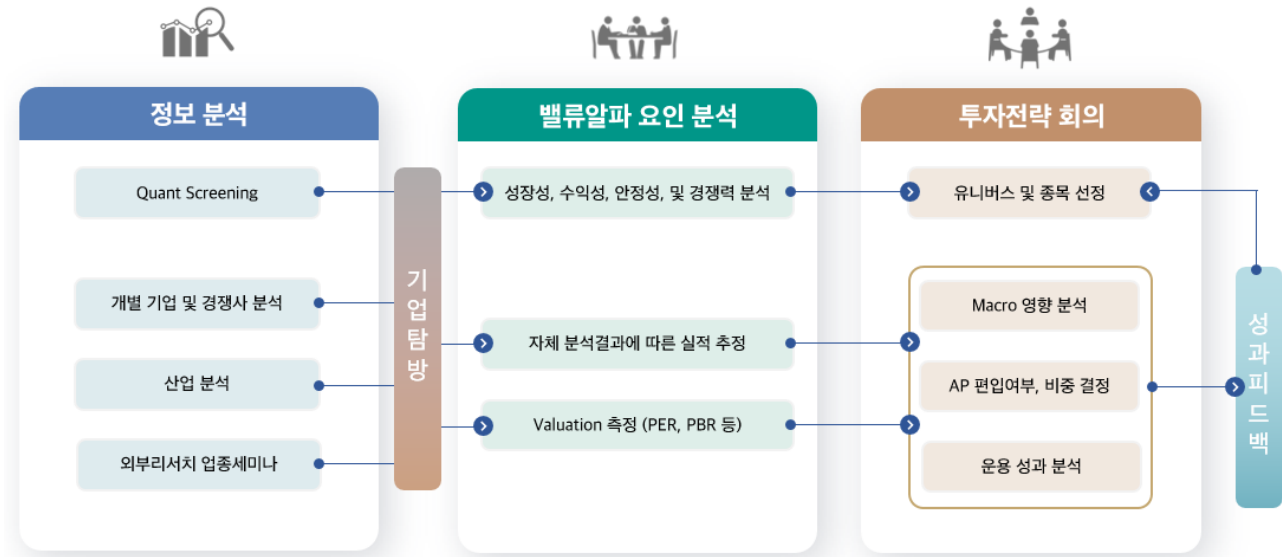 정보 분석
Quant Screening
개별 기업 및 경쟁사 분석
산업 분석
외부리서치 업종세미나
기업탐방
밸류알파 요인 분석
성장성, 수익성, 안정성, 및 경쟁력 분석
자체 분석결과에 따른 실적 추정
Valuation 측정 (PER, PBR 등)
투자전략 회의
유니버스 및 종목 선정
Macro 영향 분석
AP 편입여부, 비중 결정
운용 성과 분석
성과피드백